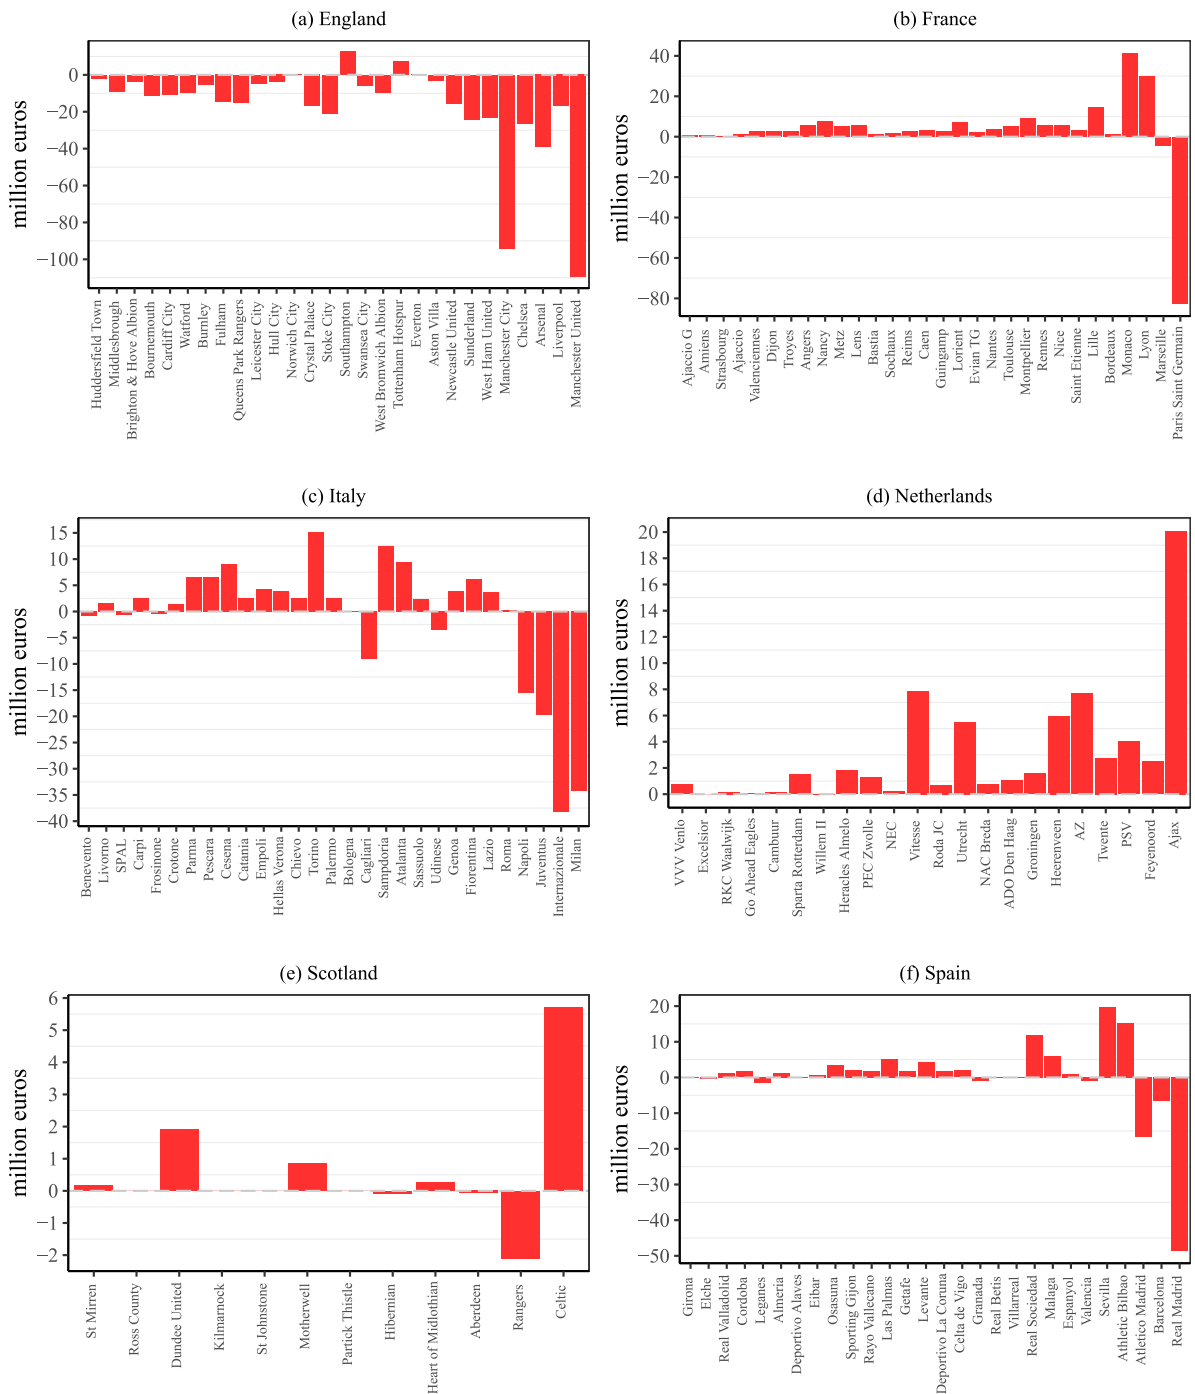 (a) England
million euros
0
−20
−40
−60
−80
−100
Huddersfield Town
Middlesbrough
Brighton & Hove Albion
Bournemouth
Cardiff City
Watford
Burnley
Fulham
Queens Park Rangers
Leicester City
Hull City
Norwich City
Crystal Palace
Stoke City
Southampton
Swansea City
West Bromwich Albion
Tottenham Hotspur
Everton
Aston Villa
Newcastle United
Sunderland
West Ham United
Manchester City
Chelsea
Arsenal
Liverpool
Manchester United
(b) France
million euros
40
20
0
−20
−40
−60
−80
Ajaccio G
Amiens
Strasbourg
Ajaccio
Valenciennes
Dijon
Troyes
Angers
Nancy
Metz
Lens
Bastia
Sochaux
Reims
Caen
Guingamp
Lorient
Evian TG
Nantes
Toulouse
Montpellier
Rennes
Nice
Saint Etienne
Lille
Bordeaux
Monaco
Lyon
Marseille
Paris Saint Germain
(c) Italy
million euros
15
10
5
0
−5
−10
−15
−20
−25
−30
−35
−40
Benevento
Livorno
SPAL
Carpi
Frosinone
Crotone
Parma
Pescara
Cesena
Catania
Empoli
Hellas Verona
Chievo
Torino
Palermo
Bologna
Cagliari
Sampdoria
Atalanta
Sassuolo
Udinese
Genoa
Fiorentina
Lazio
Roma
Napoli
Juventus
Internazionale
Milan
(d) Netherlands
million euros
20
18
16
14
12
10
8
6
4
2
0
VVV Venlo
Excelsior
RKC Waalwijk
Go Ahead Eagles
Cambuur
Sparta Rotterdam
Willem II
Heracles Almelo
PEC Zwolle
NEC
Vitesse
Roda JC
Utrecht
NAC Breda
ADO Den Haag
Groningen
Heerenveen
AZ
Twente
PSV
Feyenoord
Ajax
(e) Scotland
million euros
6
5
4
3
2
1
0
−1
−2
St Mirren
Ross County
Dundee United
Kilmarnock
St Johnstone
Motherwell
Partick Thistle
Hibernian
Heart of Midlothian
Aberdeen
Rangers
Celtic
(f) Spain
million euros
20
10
0
−10
−20
−30
−40
−50
Girona
Elche
Real Valladolid
Cordoba
Leganes
Almeria
Deportivo Alaves
Eibar
Osasuna
Sporting Gijon
Rayo Vallecano
Las Palmas
Getafe
Levante
Deportivo La Coruna
Celta de Vigo
Granada
Real Betis
Villarreal
Real Sociedad
Malaga
Espanyol
Valencia
Sevilla
Athletic Bilbao
Atletico Madrid
Barcelona
Real Madrid